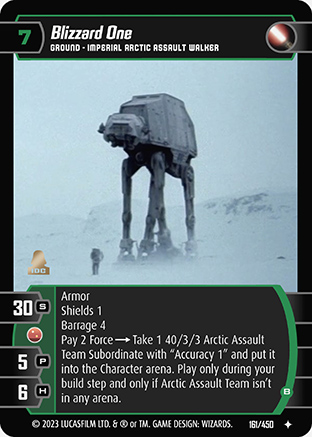 7
Blizzard One
GROUND - IMPERIAL ARCTIC ASSAULT WALKER
100
30 S
5 P
6 H
Armor
Shields 1
Barrage 4
Pay 2 Force → Take 1 40/3/3 Arctic Assault
Team Subordinate with “Accuracy 1” and put it
into the Character arena. Play only during your
build step and only if Arctic Assault Team isn’t
in any arena.
B
© 2023 LUCASFILM LTD. & ® OR TM. GAME DESIGN: WIZARDS.
161/450